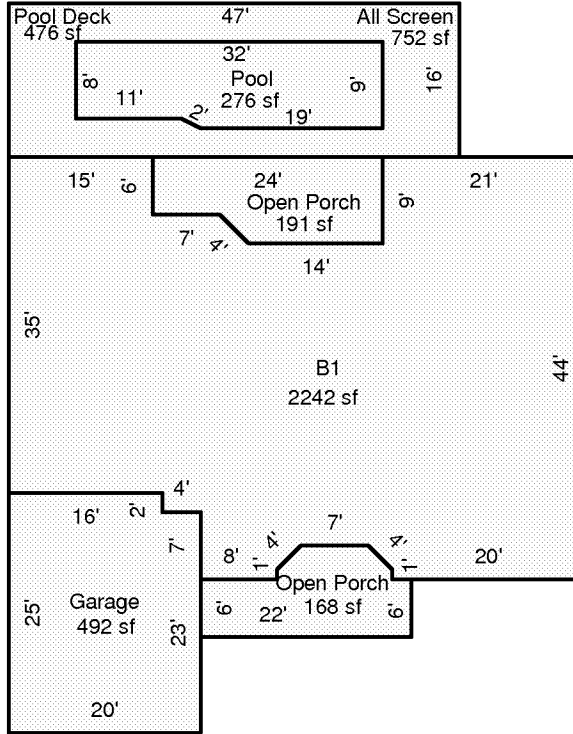 Pool Deck
476 sf
47'
All Screen
752 sf
32'
8'
Pool
276 sf
9'
16'
11'
2'
19'
15'
6'
24'
Open Porch
191 sf
9'
21'
7'
4'
14'
35'
B1
2242 sf
44'
4'
16'
2'
7'
7'
8'
1'
4'
4'
1'
20'
Open Porch
168 sf
Garage
492 sf
25'
23'
6'
22'
6'
20'